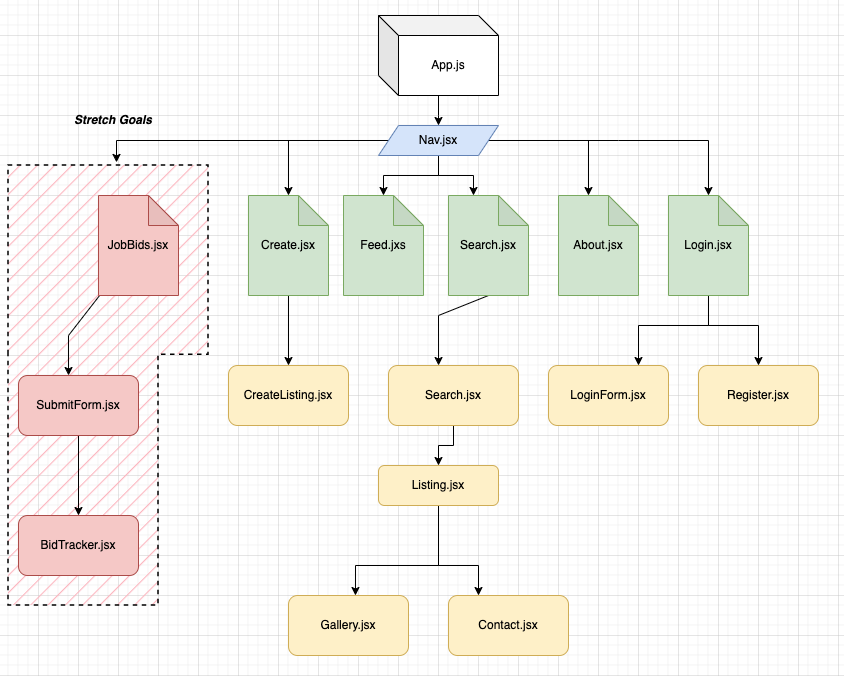 App.js
Stretch Goals
Nav.jsx
JobBids.jsx
Create.jsx
Feed.jxs
Search.jsx
About.jsx
Login.jsx
SubmitForm.jsx
CreateListing.jsx
Search.jsx
LoginForm.jsx
Register.jsx
Listing.jsx
BidTracker.jsx
Gallery.jsx
Contact.jsx